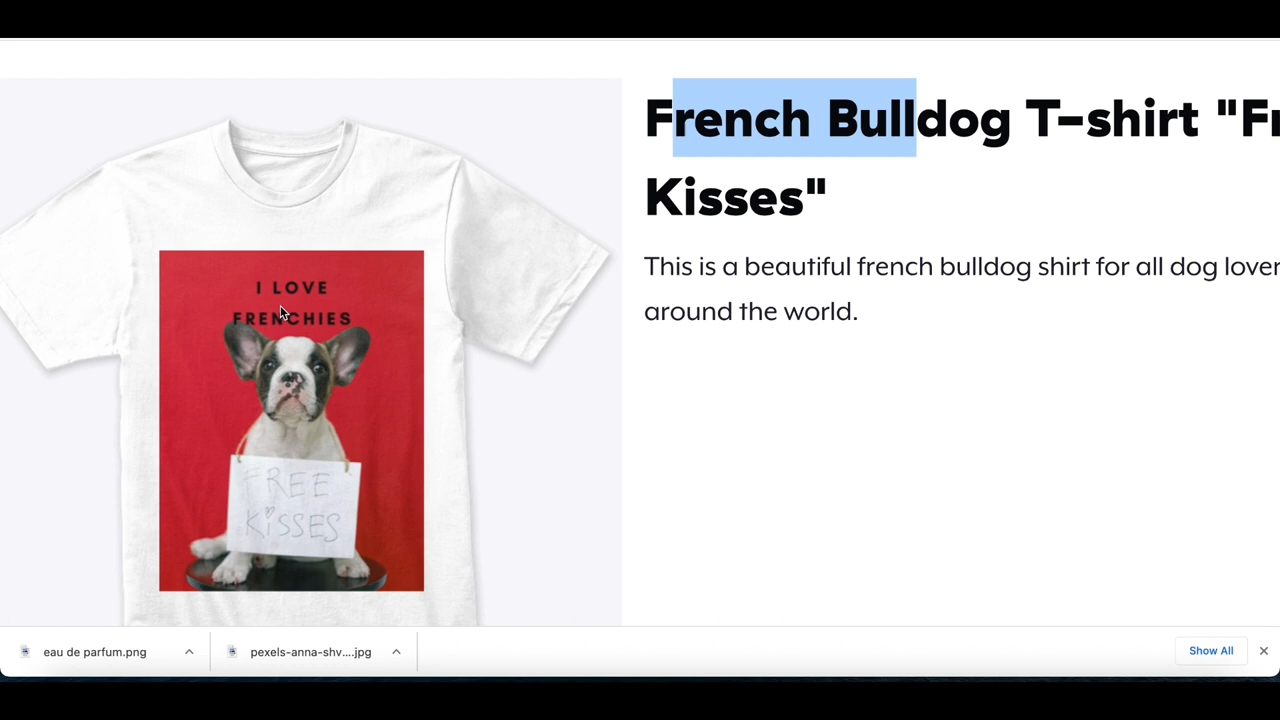 French Bulldog T-shirt "Fr
Kisses"
This is a beautiful french bulldog shirt for all dog lover
around the world.
I LOVE
FRENCHIES
FREE
KiSSES
eau de parfum.png
pexels-anna-shv....jpg
Show All